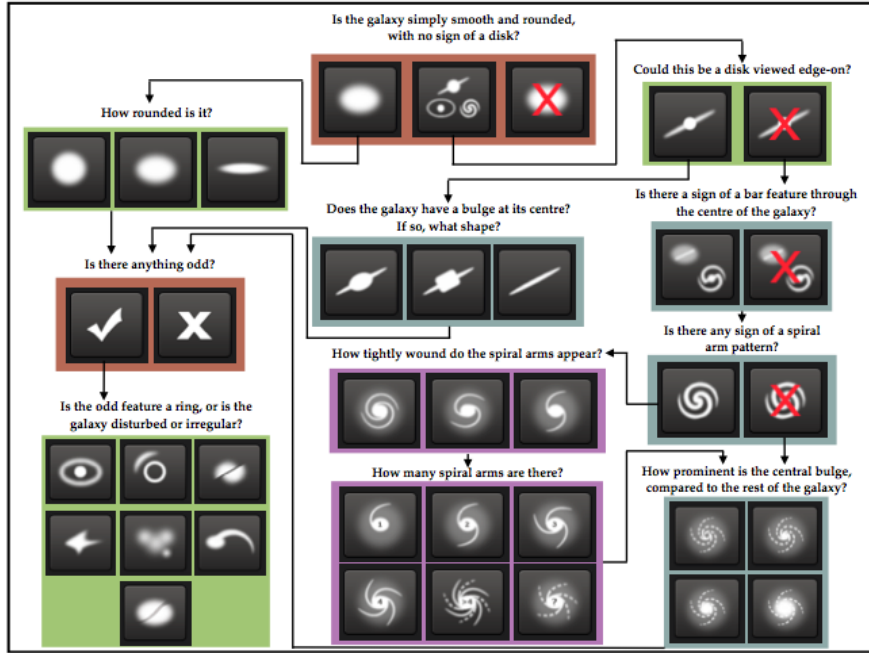 Is the galaxy simply smooth and rounded,
with no sign of a disk?
Could this be a disk viewed edge-on?
How rounded is it?
Does the galaxy have a bulge at its centre?
If so, what shape?
Is there a sign of a bar feature through
the centre of the galaxy?
Is there anything odd?
Is there any sign of a spiral
arm pattern?
How tightly wound do the spiral arms appear?
Is the odd feature a ring, or is the
galaxy disturbed or irregular?
How many spiral arms are there?
1
2
3
4
>4
?
How prominent is the central bulge,
compared to the rest of the galaxy?